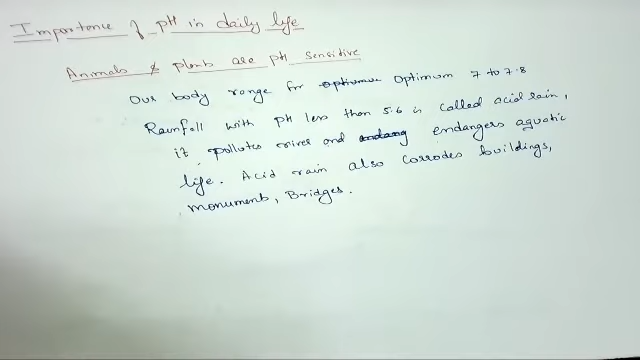 Importance of pH in daily life
Animals & plants are pH sensitive
Our body range for optimum 7 to 7.8
Rainfall with pH less than 5.6 is called acid rain,
it pollutes rivers and endangers aquatic
life. Acid rain also corrodes buildings,
monuments, Bridges.